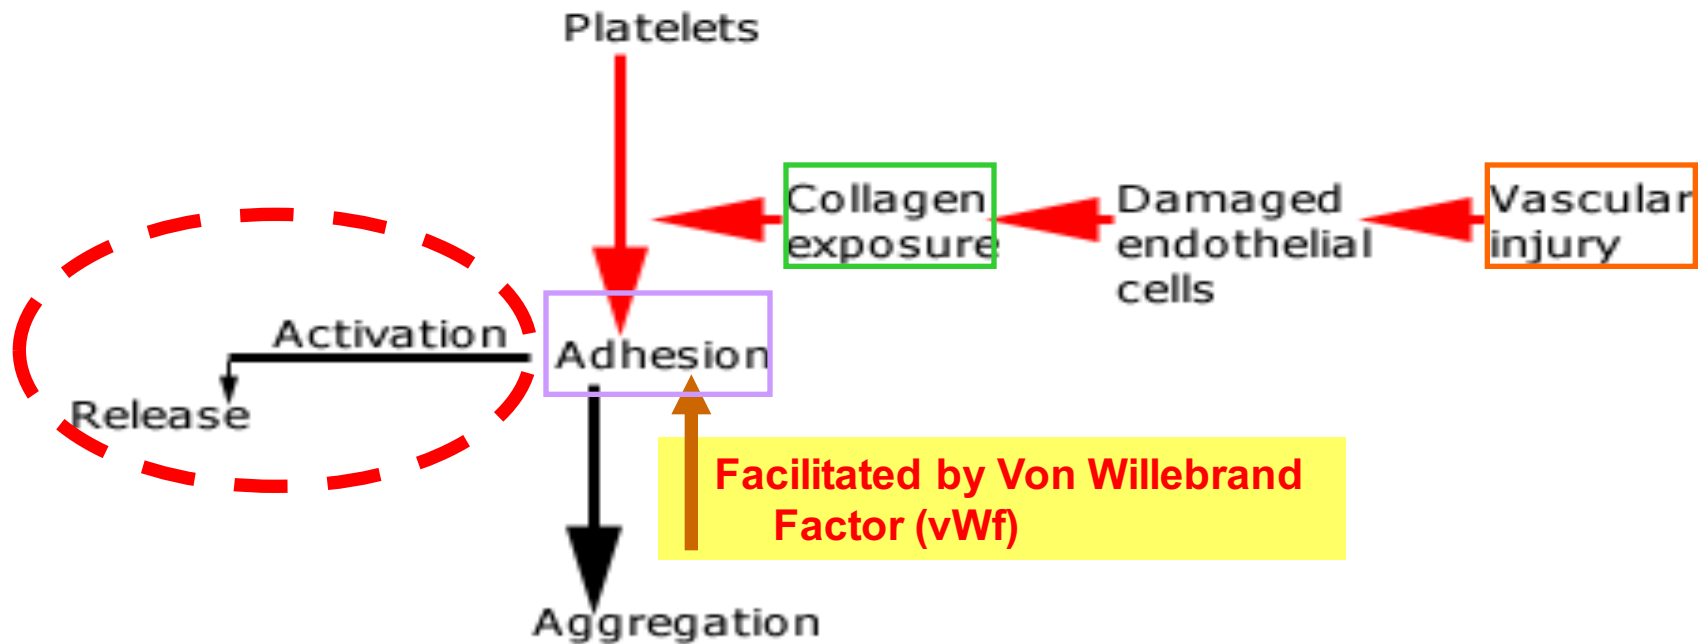 Platelets
Collagen
exposure
Damaged
endothelial
cells
Vascular
injury
Activation
Adhesion
Release
Facilitated by Von Willebrand
Factor (vWf)
Aggregation